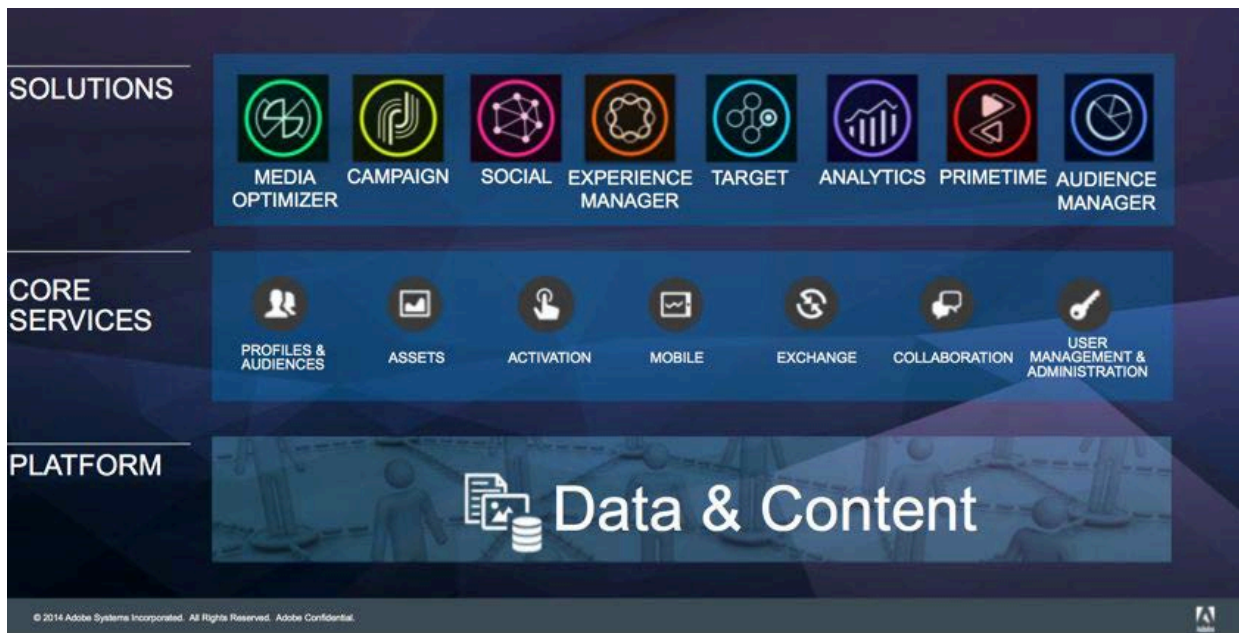 SOLUTIONS
MEDIA
OPTIMIZER
CAMPAIGN
SOCIAL
EXPERIENCE
MANAGER
TARGET
ANALYTICS
PRIMETIME
AUDIENCE
MANAGER
CORE
SERVICES
PROFILES &
AUDIENCES
ASSETS
ACTIVATION
MOBILE
EXCHANGE
COLLABORATION
USER
MANAGEMENT &
ADMINISTRATION
PLATFORM
Data & Content
© 2014 Adobe Systems Incorporated. All Rights Reserved. Adobe Confidential.
Adobe